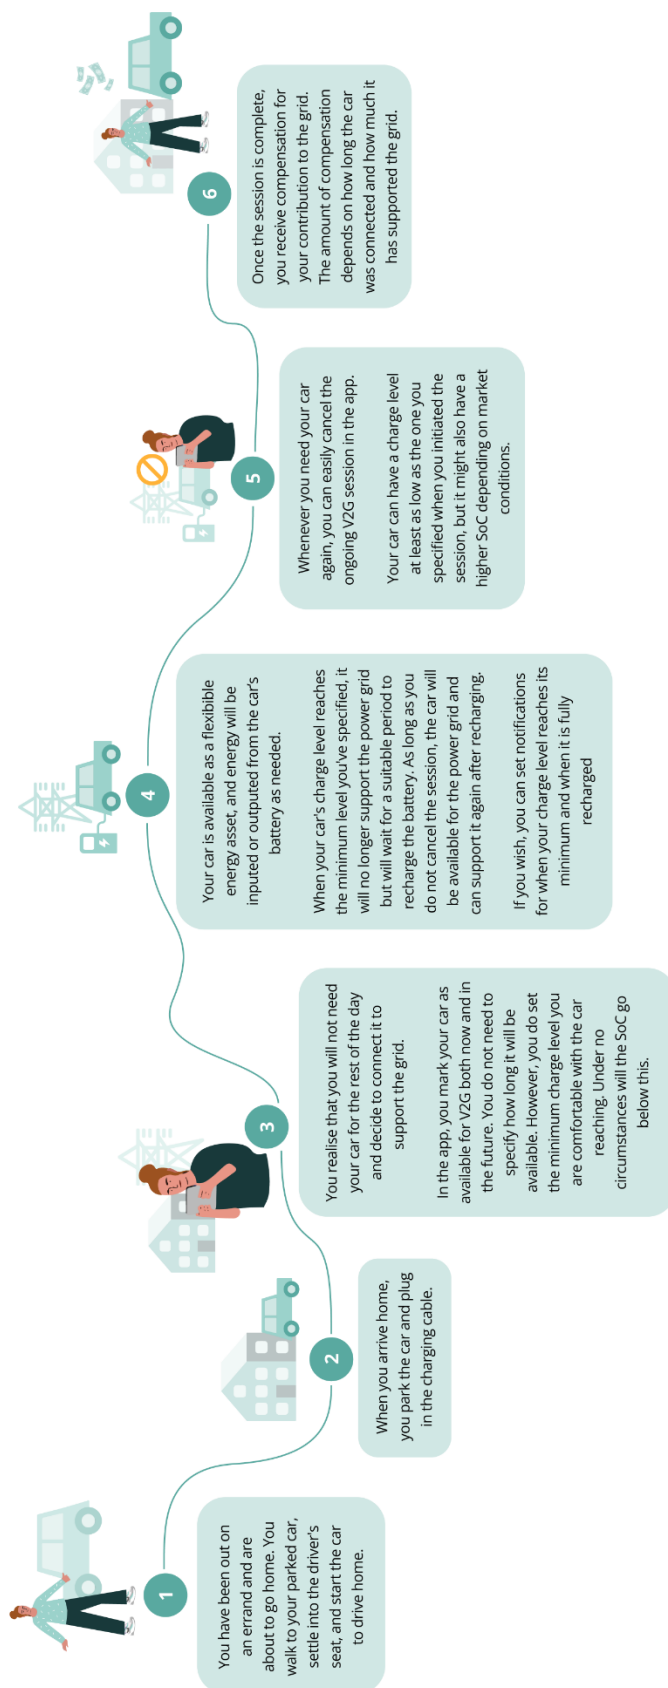 1
You have been out on
an errand and are
about to go home. You
walk to your parked car,
settle into the driver's
seat, and start the car
to drive home.
2
When you arrive home,
you park the car and plug
in the charging cable.
3
You realise that you will not need
your car for the rest of the day
and decide to connect it to
support the grid.
In the app, you mark your car as
available for V2G both now and in
the future. You do not need to
specify how long it will be
available. However, you do set
the minimum charge level you
are comfortable with the car
reaching. Under no
circumstances will the SoC go
below this.
4
Your car is available as a flexibible
energy asset, and energy will be
inputed or outputed from the car's
battery as needed.
When your car's charge level reaches
the minimum level you've specified, it
will no longer support the power grid
but will wait for a suitable period to
recharge the battery. As long as you
do not cancel the session, the car will
be available for the power grid and
can support it again after recharging.
If you wish, you can set notifications
for when your charge level reaches its
minimum and when it is fully
recharged
5
Whenever you need your car
again, you can easily cancel the
ongoing V2G session in the app.
Your car can have a charge level
at least as low as the one you
specified when you initiated the
session, but it might also have a
higher SoC depending on market
conditions.
6
Once the session is complete,
you receive compensation for
your contribution to the grid.
The amount of compensation
depends on how long the car
was connected and how much it
has supported the grid.